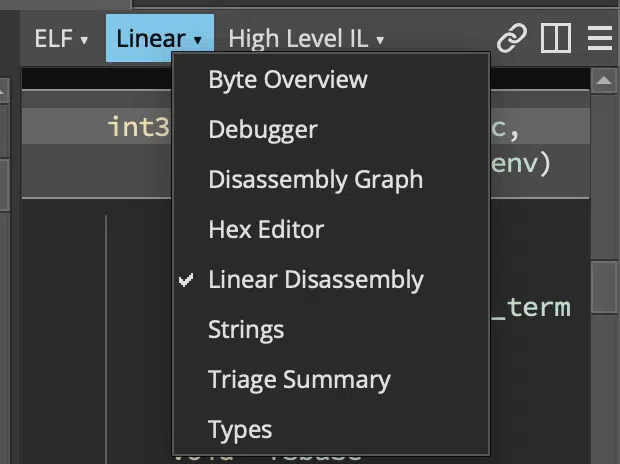 ELF ▾ Linear ▾ High Level IL ▾
Byte Overview
int3 c,
Debugger
env)
Disassembly Graph
Hex Editor
✔ Linear Disassembly
_term
Strings
Triage Summary
Types